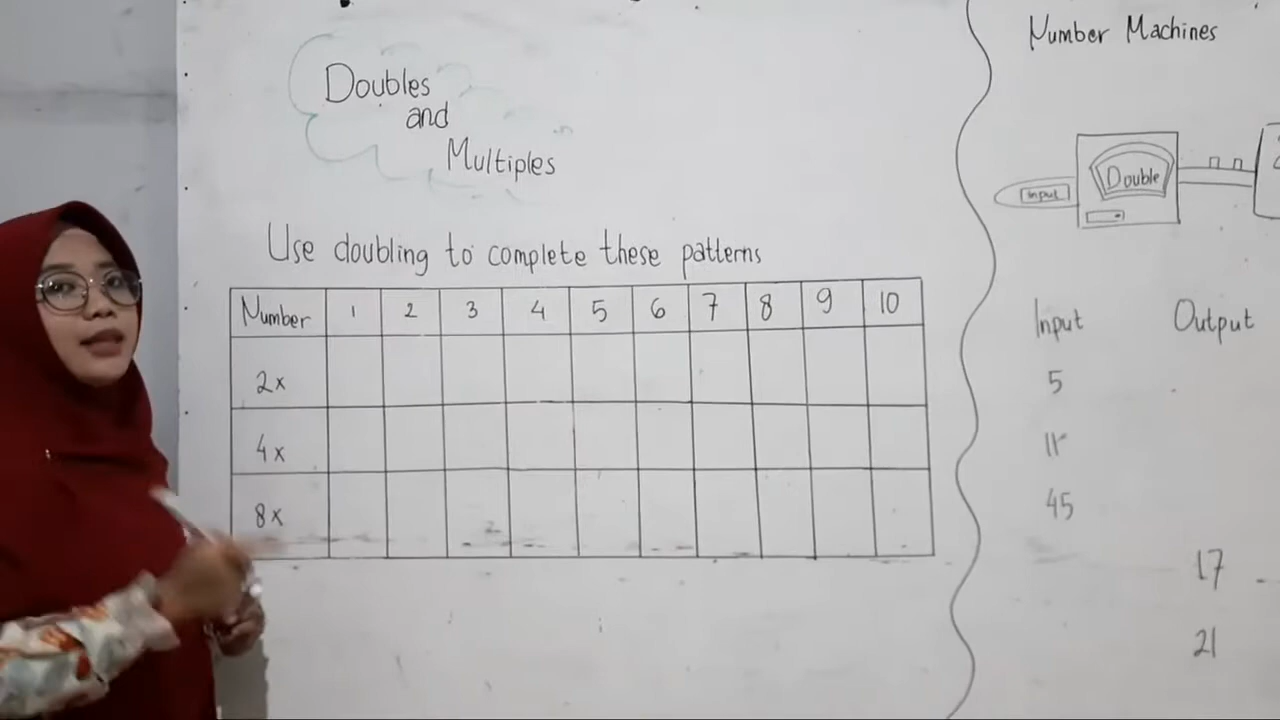 Doubles
and
Multiples
Use doubling to complete these patterns
Number 1 2 3 4 5 6 7 8 9 10
2x
4x
8x
Number Machines
Input
Double
Input Output
5
11
45
17
21